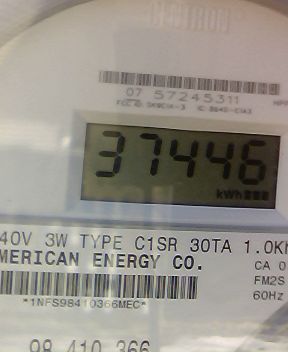 CENTRON
07 57245311
37446
kWh
40V 3W TYPE C1SR 30TA 1.0K
MERICAN ENERGY CO.
CA 0
FM2S
*1NFS98410366MEC*
60Hz
98 410 366